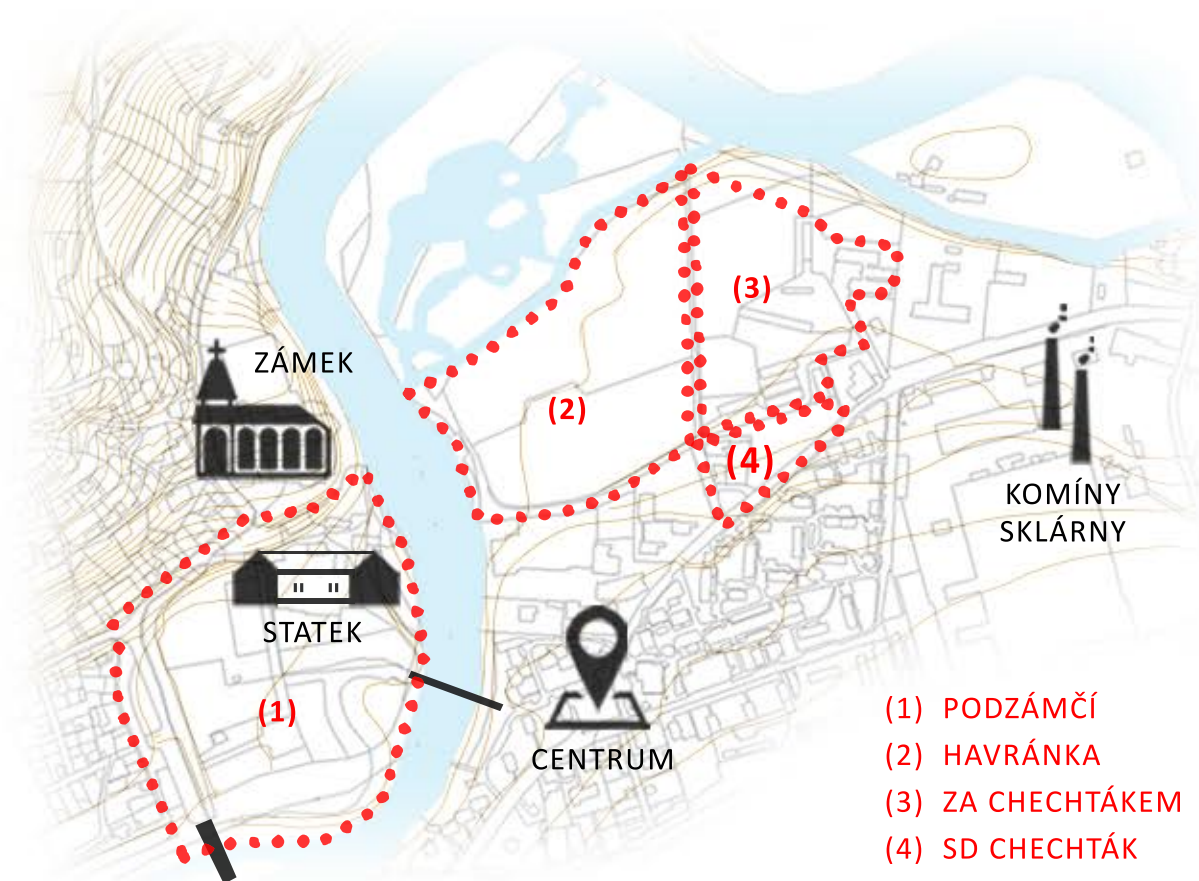 (3)
ZÁMEK
(2)
(4)
KOMÍNY
SKLÁRNY
STATEK
(1)
CENTRUM
(1) PODZÁMČÍ
(2) HAVRÁNKA
(3) ZA CHECHTÁKEM
(4) SD CHECHTÁK